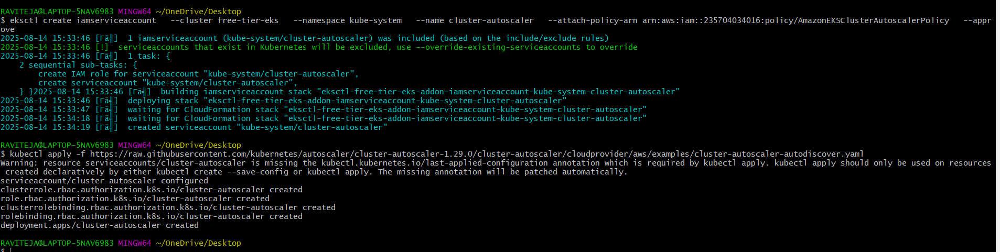 RAVITEJA@LAPTOP-5NAV6983 MINGW64 ~/OneDrive/Desktop
$ eksctl create iamserviceaccount   --cluster free-tier-eks   --namespace kube-system   --name cluster-autoscaler   --attach-policy-arn arn:aws:iam::235704034016:policy/AmazonEKSClusterAutoscalerPolicy   --appr
ove
2025-08-14 15:33:46 [Γä╣]  1 iamserviceaccount (kube-system/cluster-autoscaler) was included (based on the include/exclude rules)
2025-08-14 15:33:46 [!]  serviceaccounts that exist in Kubernetes will be excluded, use --override-existing-serviceaccounts to override
2025-08-14 15:33:46 [Γä╣]  1 task: {
    2 sequential sub-tasks: {
        create IAM role for serviceaccount "kube-system/cluster-autoscaler",
        create serviceaccount "kube-system/cluster-autoscaler",
    } }2025-08-14 15:33:46 [Γä╣]  building iamserviceaccount stack "eksctl-free-tier-eks-addon-iamserviceaccount-kube-system-cluster-autoscaler"
2025-08-14 15:33:46 [Γä╣]  deploying stack "eksctl-free-tier-eks-addon-iamserviceaccount-kube-system-cluster-autoscaler"
2025-08-14 15:33:47 [Γä╣]  waiting for CloudFormation stack "eksctl-free-tier-eks-addon-iamserviceaccount-kube-system-cluster-autoscaler"
2025-08-14 15:34:18 [Γä╣]  waiting for CloudFormation stack "eksctl-free-tier-eks-addon-iamserviceaccount-kube-system-cluster-autoscaler"
2025-08-14 15:34:19 [Γä╣]  created serviceaccount "kube-system/cluster-autoscaler"
RAVITEJA@LAPTOP-5NAV6983 MINGW64 ~/OneDrive/Desktop
$ kubectl apply -f https://raw.githubusercontent.com/kubernetes/autoscaler/cluster-autoscaler-1.29.0/cluster-autoscaler/cloudprovider/aws/examples/cluster-autoscaler-autodiscover.yaml
Warning: resource serviceaccounts/cluster-autoscaler is missing the kubectl.kubernetes.io/last-applied-configuration annotation which is required by kubectl apply. kubectl apply should only be used on resources
 created declaratively by either kubectl create --save-config or kubectl apply. The missing annotation will be patched automatically.
serviceaccount/cluster-autoscaler configured
clusterrole.rbac.authorization.k8s.io/cluster-autoscaler created
role.rbac.authorization.k8s.io/cluster-autoscaler created
clusterrolebinding.rbac.authorization.k8s.io/cluster-autoscaler created
rolebinding.rbac.authorization.k8s.io/cluster-autoscaler created
deployment.apps/cluster-autoscaler created
RAVITEJA@LAPTOP-5NAV6983 MINGW64 ~/OneDrive/Desktop
$